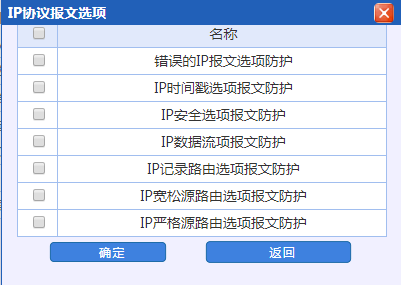 IP协议报文选项
名称
错误的IP报文选项防护
IP时间戳选项报文防护
IP安全选项报文防护
IP数据流项报文防护
IP记录路由选项报文防护
IP宽松源路由选项报文防护
IP严格源路由选项报文防护
确定 返回